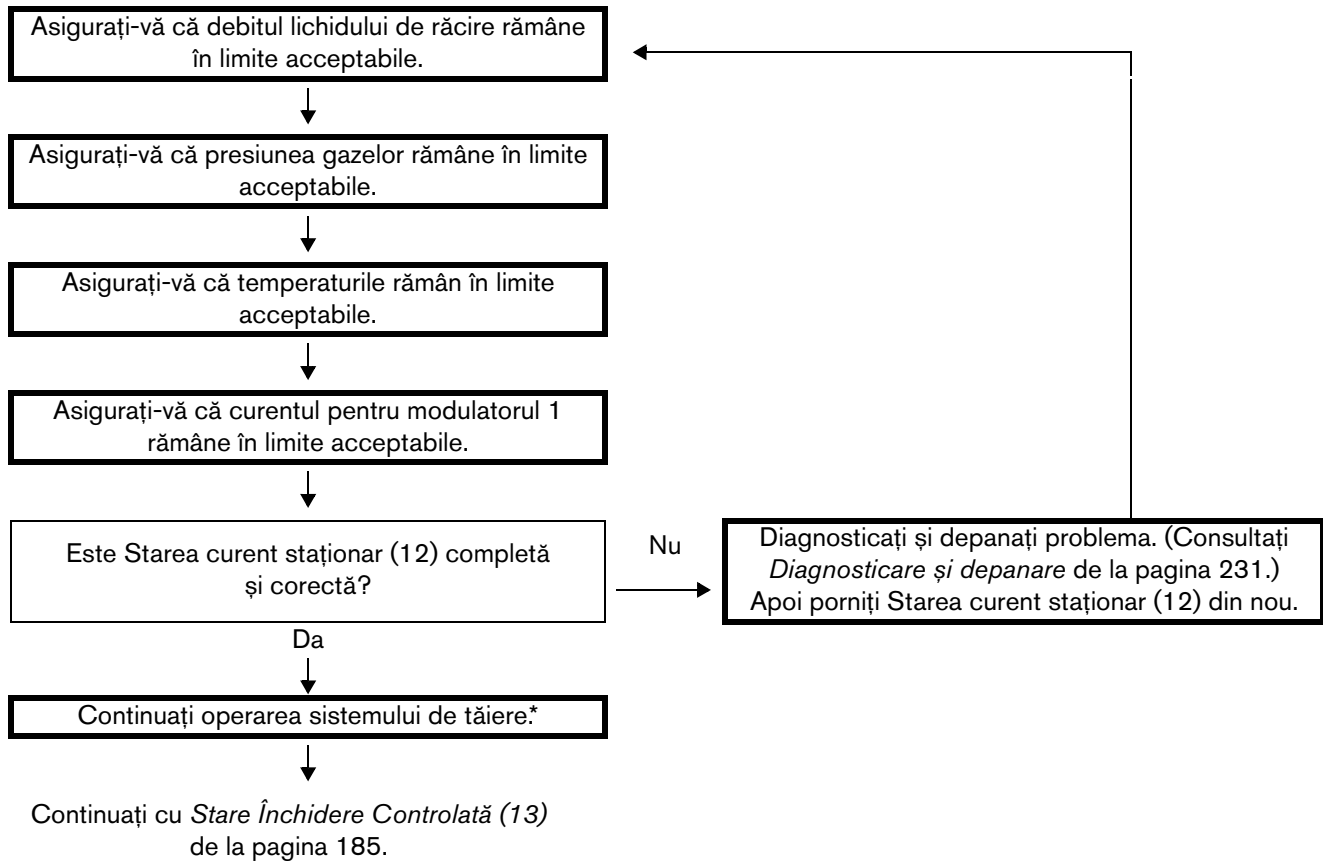 Asigurați-vă că debitul lichidului de răcire rămâne
în limite acceptabile.
Asigurați-vă că presiunea gazelor rămâne în limite
acceptabile.
Asigurați-vă că temperaturile rămân în limite
acceptabile.
Asigurați-vă că curentul pentru modulatorul 1
rămâne în limite acceptabile.
Este Starea curent staționar (12) completă
și corectă?
Nu
Diagnosticați și depanați problema. (Consultați
Diagnosticare și depanare de la pagina 231.)
Apoi porniți Starea curent staționar (12) din nou.
Da
Continuați operarea sistemului de tăiere.*
Continuați cu Stare Închidere Controlată (13)
de la pagina 185.